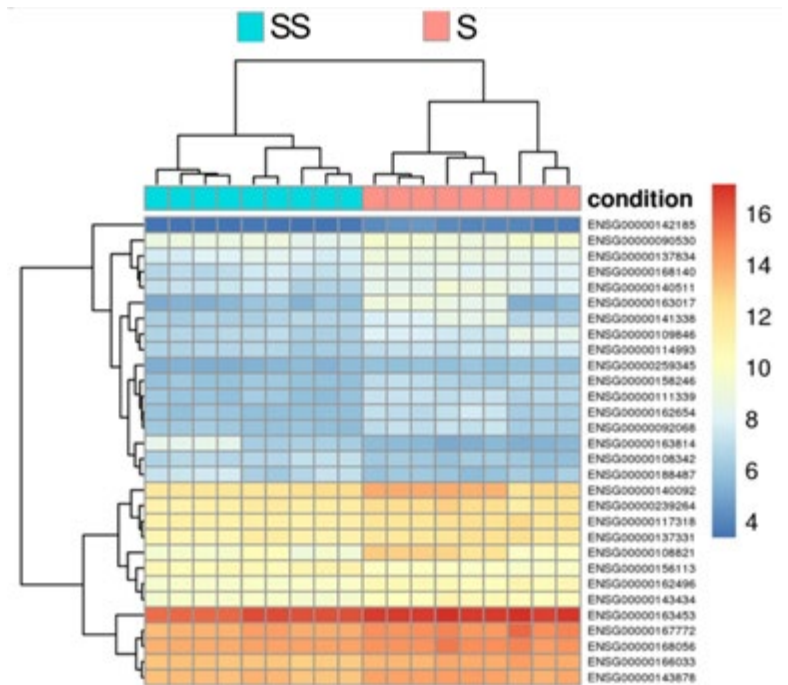 SS S
condition
ENSG00000142185
ENSG00000090530
ENSG00000137834
ENSG00000168140
ENSG00000140511
ENSG00000163017
ENSG00000141338
ENSG00000109846
ENSG00000114993
ENSG00000259345
ENSG00000158246
ENSG00000111339
ENSG00000162654
ENSG00000092068
ENSG00000163814
ENSG00000108342
ENSG00000188487
ENSG00000140092
ENSG00000239264
ENSG00000117318
ENSG00000137331
ENSG00000108821
ENSG00000156113
ENSG00000162496
ENSG00000143434
ENSG00000163453
ENSG00000167772
ENSG00000168056
ENSG00000166033
ENSG00000143878
16
14
12
10
8
6
4